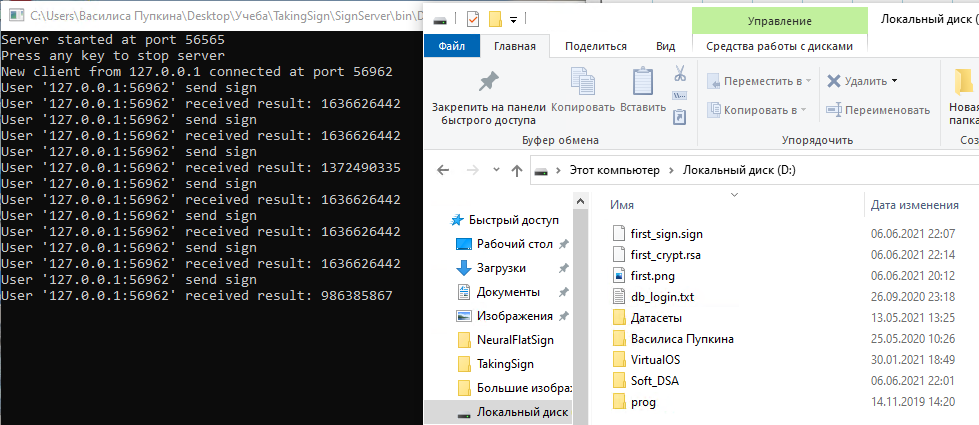 C:\Users\Василиса Пупкина\Desktop\Учеба\TakingSign\SignServer\bin\D
Server started at port 56565
Press any key to stop server
New client from 127.0.0.1 connected at port 56962
User '127.0.0.1:56962' send sign
User '127.0.0.1:56962' received result: 1636626442
User '127.0.0.1:56962' send sign
User '127.0.0.1:56962' received result: 1636626442
User '127.0.0.1:56962' send sign
User '127.0.0.1:56962' received result: 1372490335
User '127.0.0.1:56962' send sign
User '127.0.0.1:56962' received result: 1636626442
User '127.0.0.1:56962' send sign
User '127.0.0.1:56962' received result: 1636626442
User '127.0.0.1:56962' send sign
User '127.0.0.1:56962' received result: 1636626442
User '127.0.0.1:56962' send sign
User '127.0.0.1:56962' received result: 986385867
Управление
Локальный диск (
Файл
Главная
Поделиться
Вид
Средства работы с дисками
Закрепить на панели
быстрого доступа
Копировать
Вставить
Буфер обмена
Переместить в
Удалить
Копировать в
Переименовать
Упорядочить
Новая
папка
Соз
Этот компьютер
Локальный диск (D:)
Быстрый доступ
Рабочий стол
Загрузки
Документы
Изображения
NeuralFlatSign
TakingSign
Большие изображ
Локальный диск
Имя Дата изменения
first_sign.sign 06.06.2021 22:07
first_crypt.rsa 06.06.2021 22:14
first.png 06.06.2021 20:12
db_login.txt 26.09.2020 23:18
Датасеты 13.05.2021 13:25
Василиса Пупкина 25.05.2020 10:26
VirtualOS 30.01.2021 18:49
Soft_DSA 06.06.2021 22:01
prog 14.11.2019 14:20